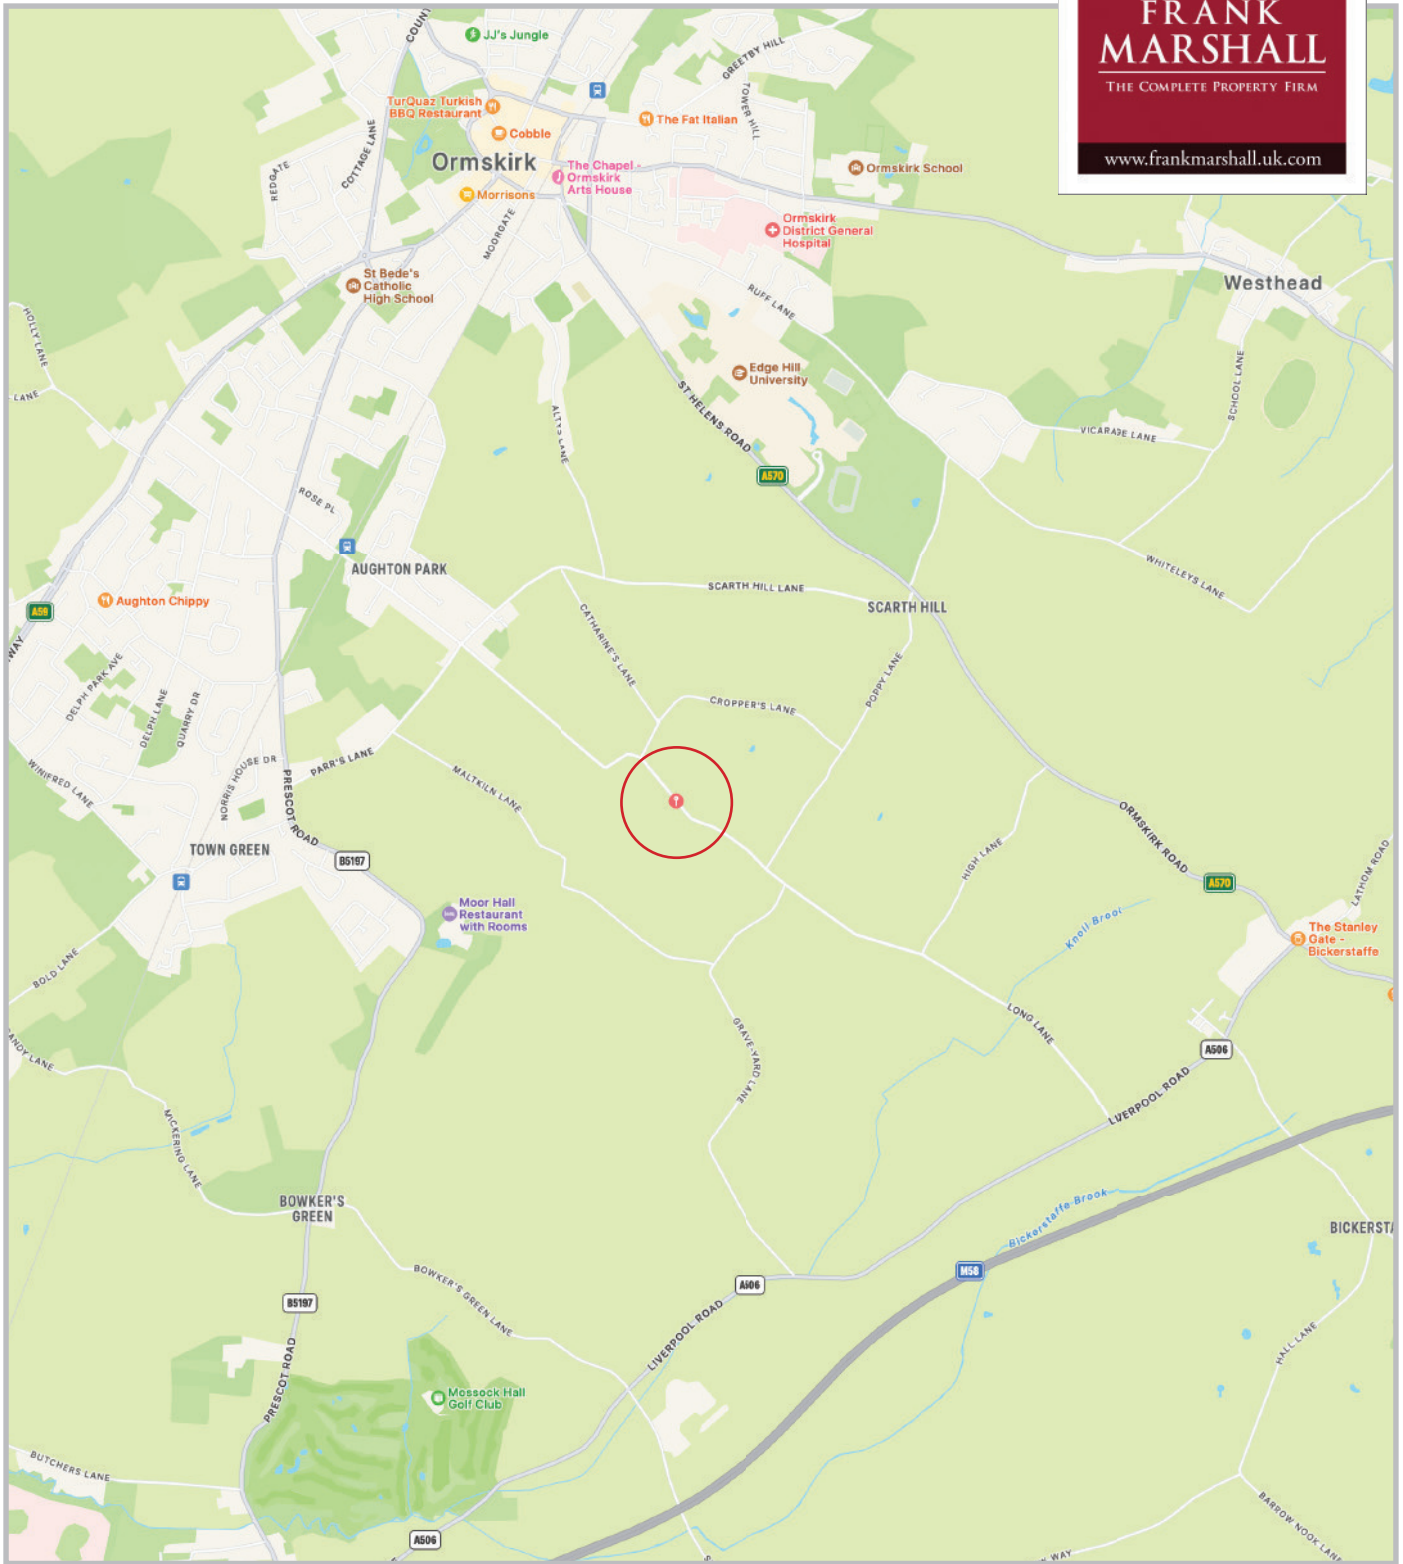 FRANK
MARSHALL
THE COMPLETE PROPERTY FIRM
www.frankmarshall.uk.com
JJ's Jungle
GREETBY HILL
TOWER HILL
TurQuaz Turkish
BBQ Restaurant
Cobble
The Fat Italian
Ormskirk
The Chapel -
Ormskirk
Arts House
Ormskirk School
COTTAGE LANE
REDGATE
Morrisons
MOORGATE
Ormskirk
District General
Hospital
St Bede's
Catholic
High School
Westhead
RUFF LANE
HOLLY LANE
LANE
Edge Hill
University
SCHOOL LANE
ALTYS LANE
ST HELENS ROAD
VICARAGE LANE
A570
ROSE PL
AUGHTON PARK
WHITELEYS LANE
SCARTH HILL LANE
SCARTH HILL
Aughton Chippy
A59
WAY
CATHARINE'S LANE
POPPY LANE
DELPH PARK AVE
DELPH LANE
QUARRY DR
CROPPER'S LANE
WINIFRED LANE
NORRIS HOUSE DR
PARR'S LANE
PRESCOT ROAD
MALTKILN LANE
TOWN GREEN
B5197
HIGH LANE
ORMSKIRK ROAD
A570
LATHOM ROAD
Moor Hall
Restaurant
with Rooms
Knoll Brook
The Stanley
Gate -
Bickerstaffe
BOLD LANE
LONG LANE
GRAVE-YARD LANE
ANDY LANE
A506
LIVERPOOL ROAD
MICKERING LANE
BOWKER'S
GREEN
Bickerstaffe Brook
BICKERSTA
M58
BOWKER'S GREEN LANE
A506
B5197
LIVERPOOL ROAD
HALL LANE
PRESCOT ROAD
Mossock Hall
Golf Club
BUTCHERS LANE
BARROW NOOK LANE
A506
WAY